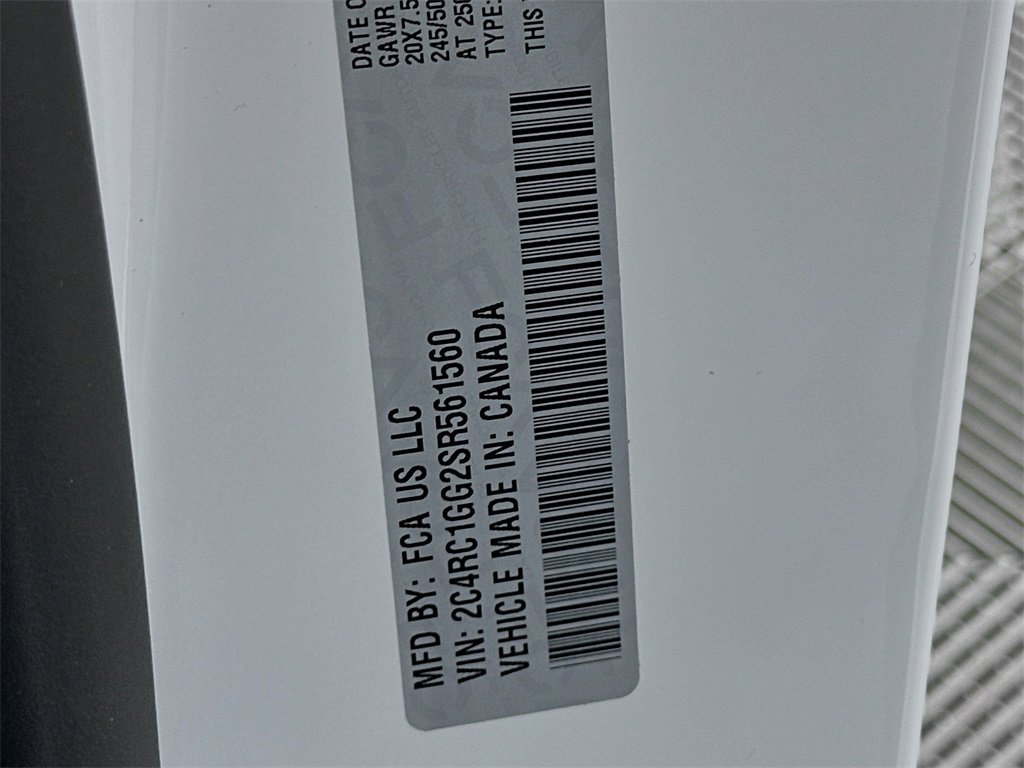 MFD BY: FCA US LLC
DATE
VIN: 2C4RC1GG2SR561560
GAWR
20X7.5
VEHICLE MADE IN: CANADA
245/50
AT
TYPE:
THIS